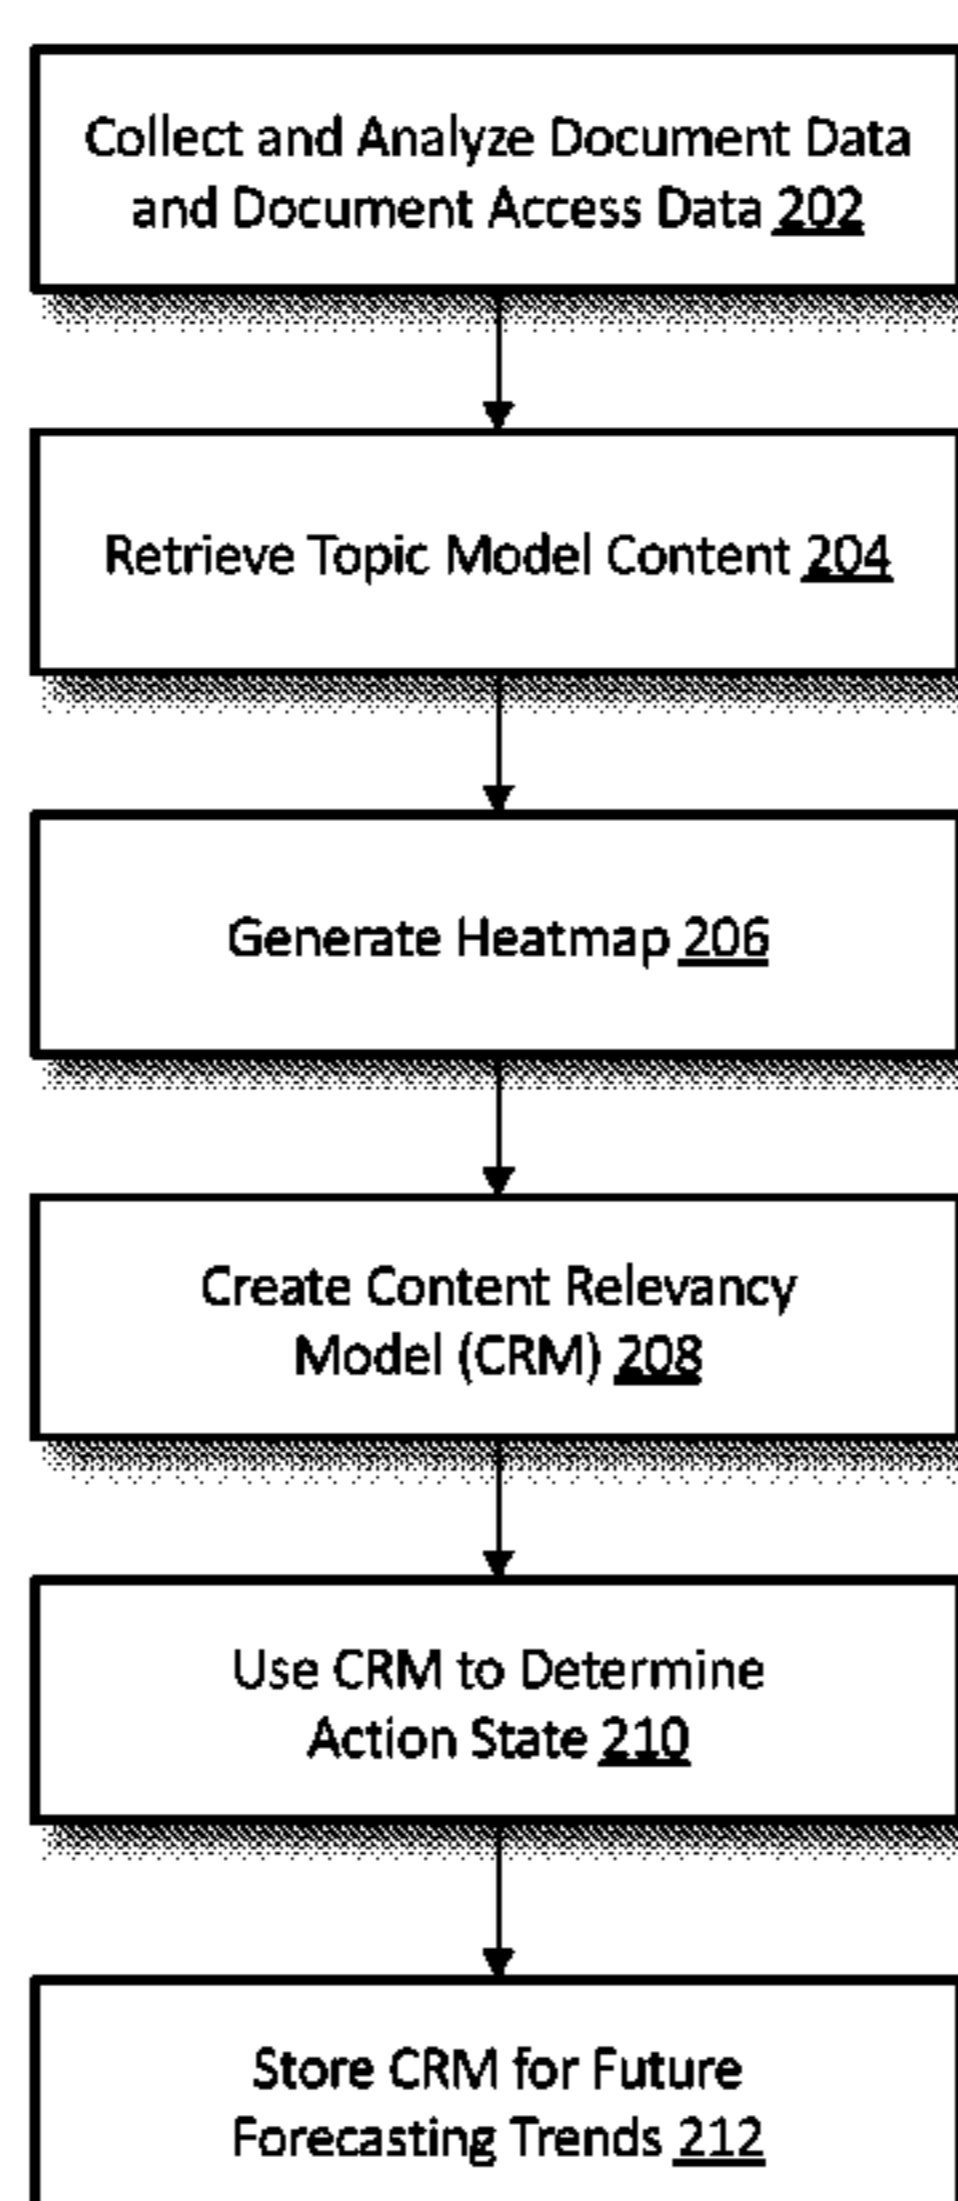 Collect and Analyze Document Data
and Document Access Data 202
Retrieve Topic Model Content 204
Generate Heatmap 206
Create Content Relevancy
Model (CRM) 208
Use CRM to Determine
Action State 210
Store CRM for Future
Forecasting Trends 212